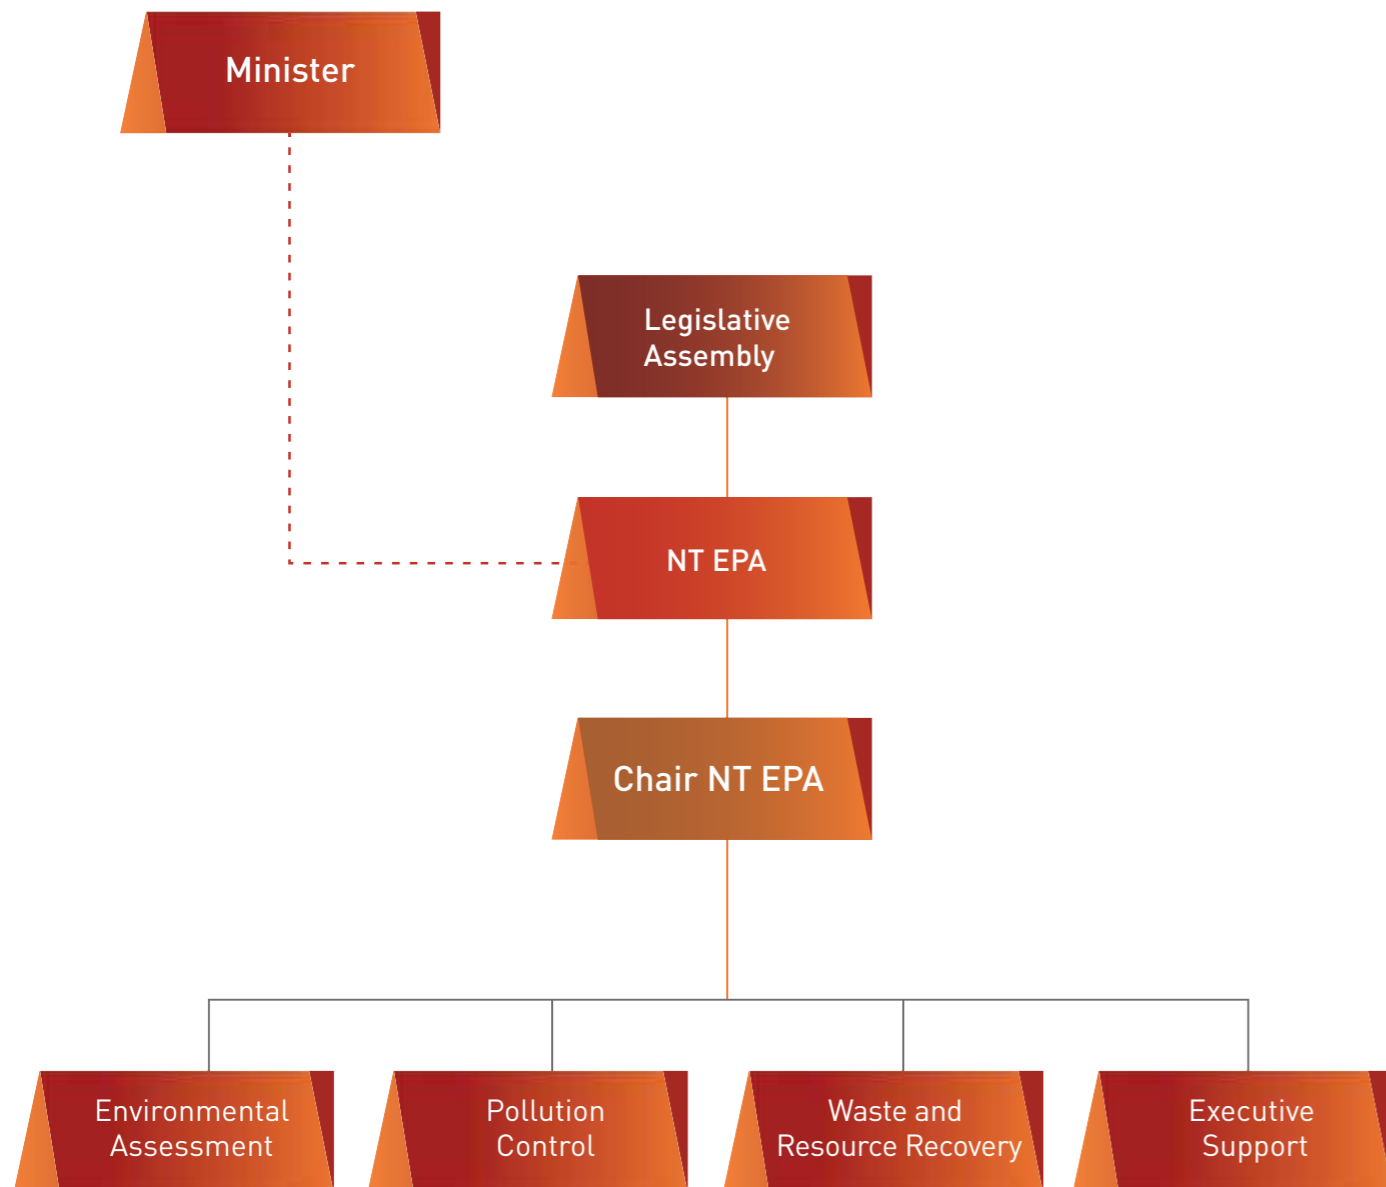 Minister
Legislative
Assembly
NT EPA
Chair NT EPA
Environmental
Assessment
Pollution
Control
Waste and
Resource Recovery
Executive
Support